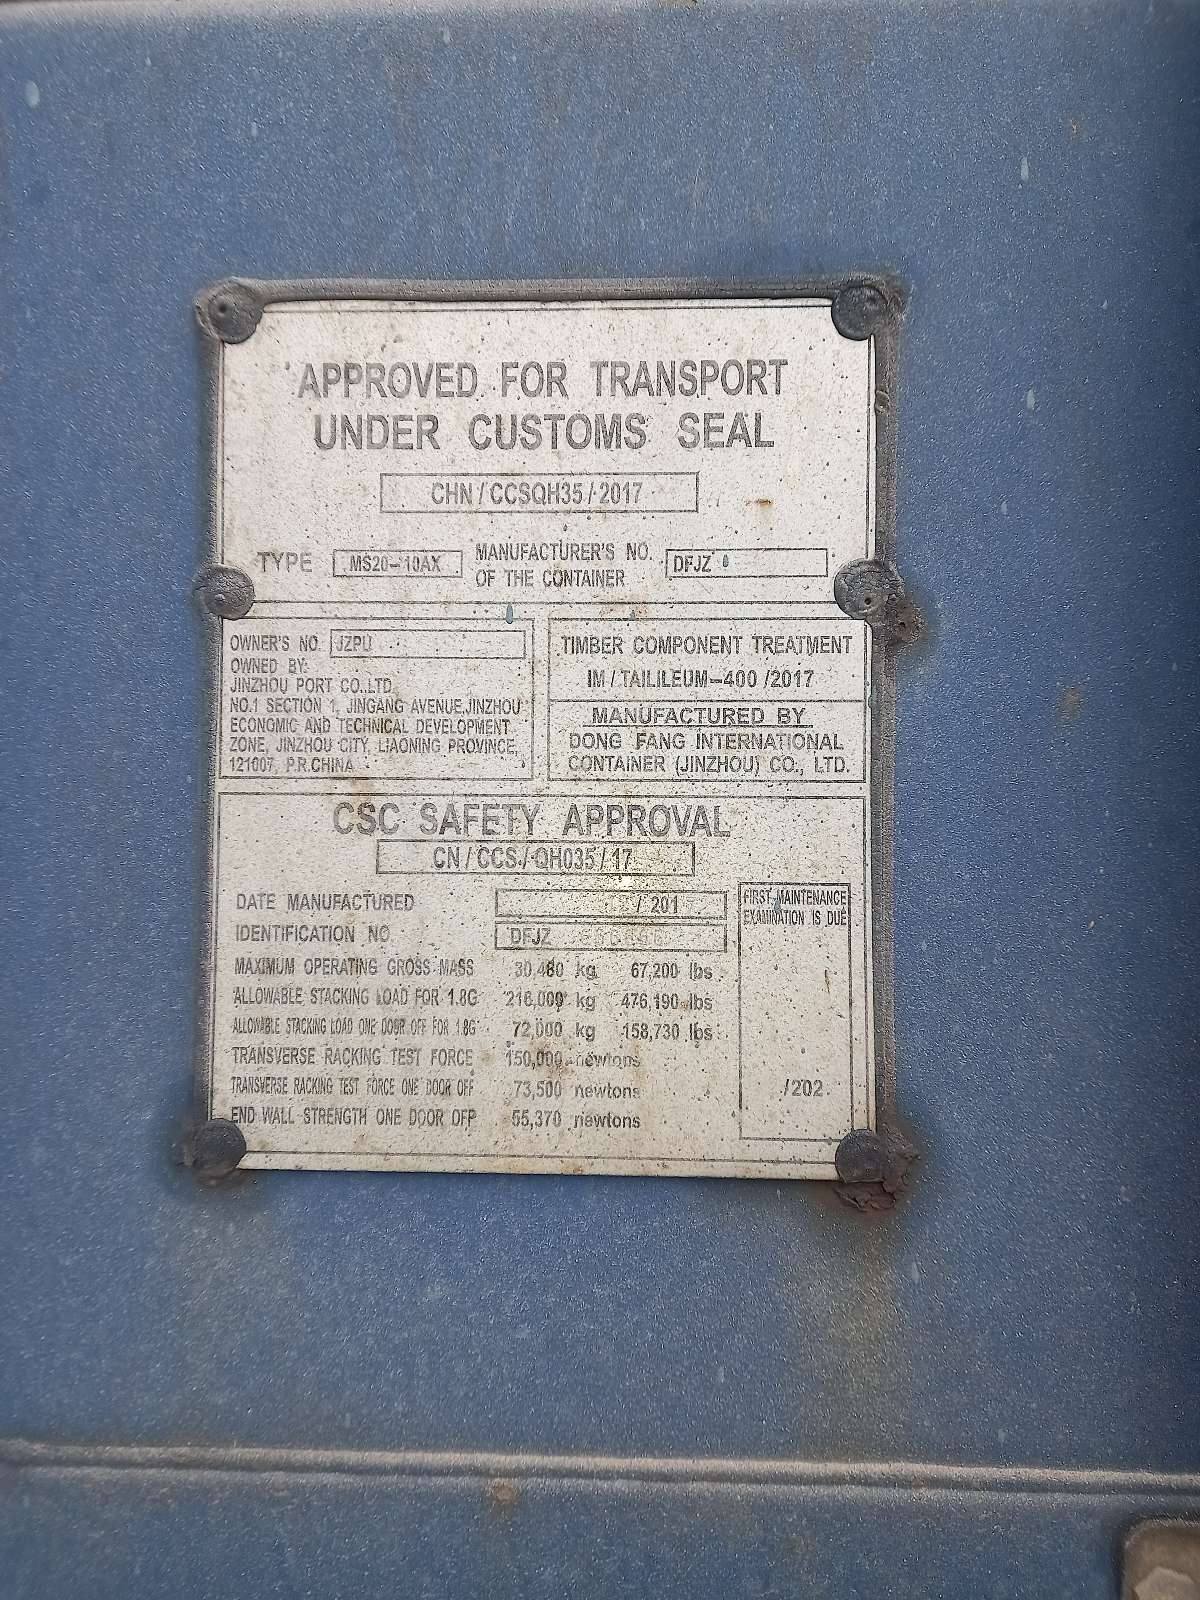 APPROVED FOR TRANSPORT
UNDER CUSTOMS SEAL
CHN / CCSQH35 / 2017
TYPE MS20-10AX MANUFACTURER'S NO. OF THE CONTAINER DFJZ
OWNER'S NO. JZPU
OWNED BY:
JINZHOU PORT CO.,LTD
NO.1 SECTION 1, JINGANG AVENUE,JINZHOU
ECONOMIC AND TECHNICAL DEVELOPMENT
ZONE, JINZHOU CITY, LIAONING PROVINCE,
121007, P.R.CHINA
TIMBER COMPONENT TREATMENT
IM / TAILILEUM-400 /2017
MANUFACTURED BY
DONG FANG INTERNATIONAL
CONTAINER (JINZHOU) CO., LTD.
CSC SAFETY APPROVAL
CN / CCS / QH035 / 17
DATE MANUFACTURED / 201
IDENTIFICATION NO. DFJZ
MAXIMUM OPERATING GROSS MASS 30,480 kg 67,200 lbs
ALLOWABLE STACKING LOAD FOR 1.8G 216,000 kg 476,190 lbs
ALLOWABLE STACKING LOAD ONE DOOR OFF FOR 1.8G 72,000 kg 158,730 lbs
TRANSVERSE RACKING TEST FORCE 150,000 newtons
TRANSVERSE RACKING TEST FORCE ONE DOOR OFF 73,500 newtons
END WALL STRENGTH ONE DOOR OFF 55,370 newtons
FIRST MAINTENANCE
EXAMINATION IS DUE
/202